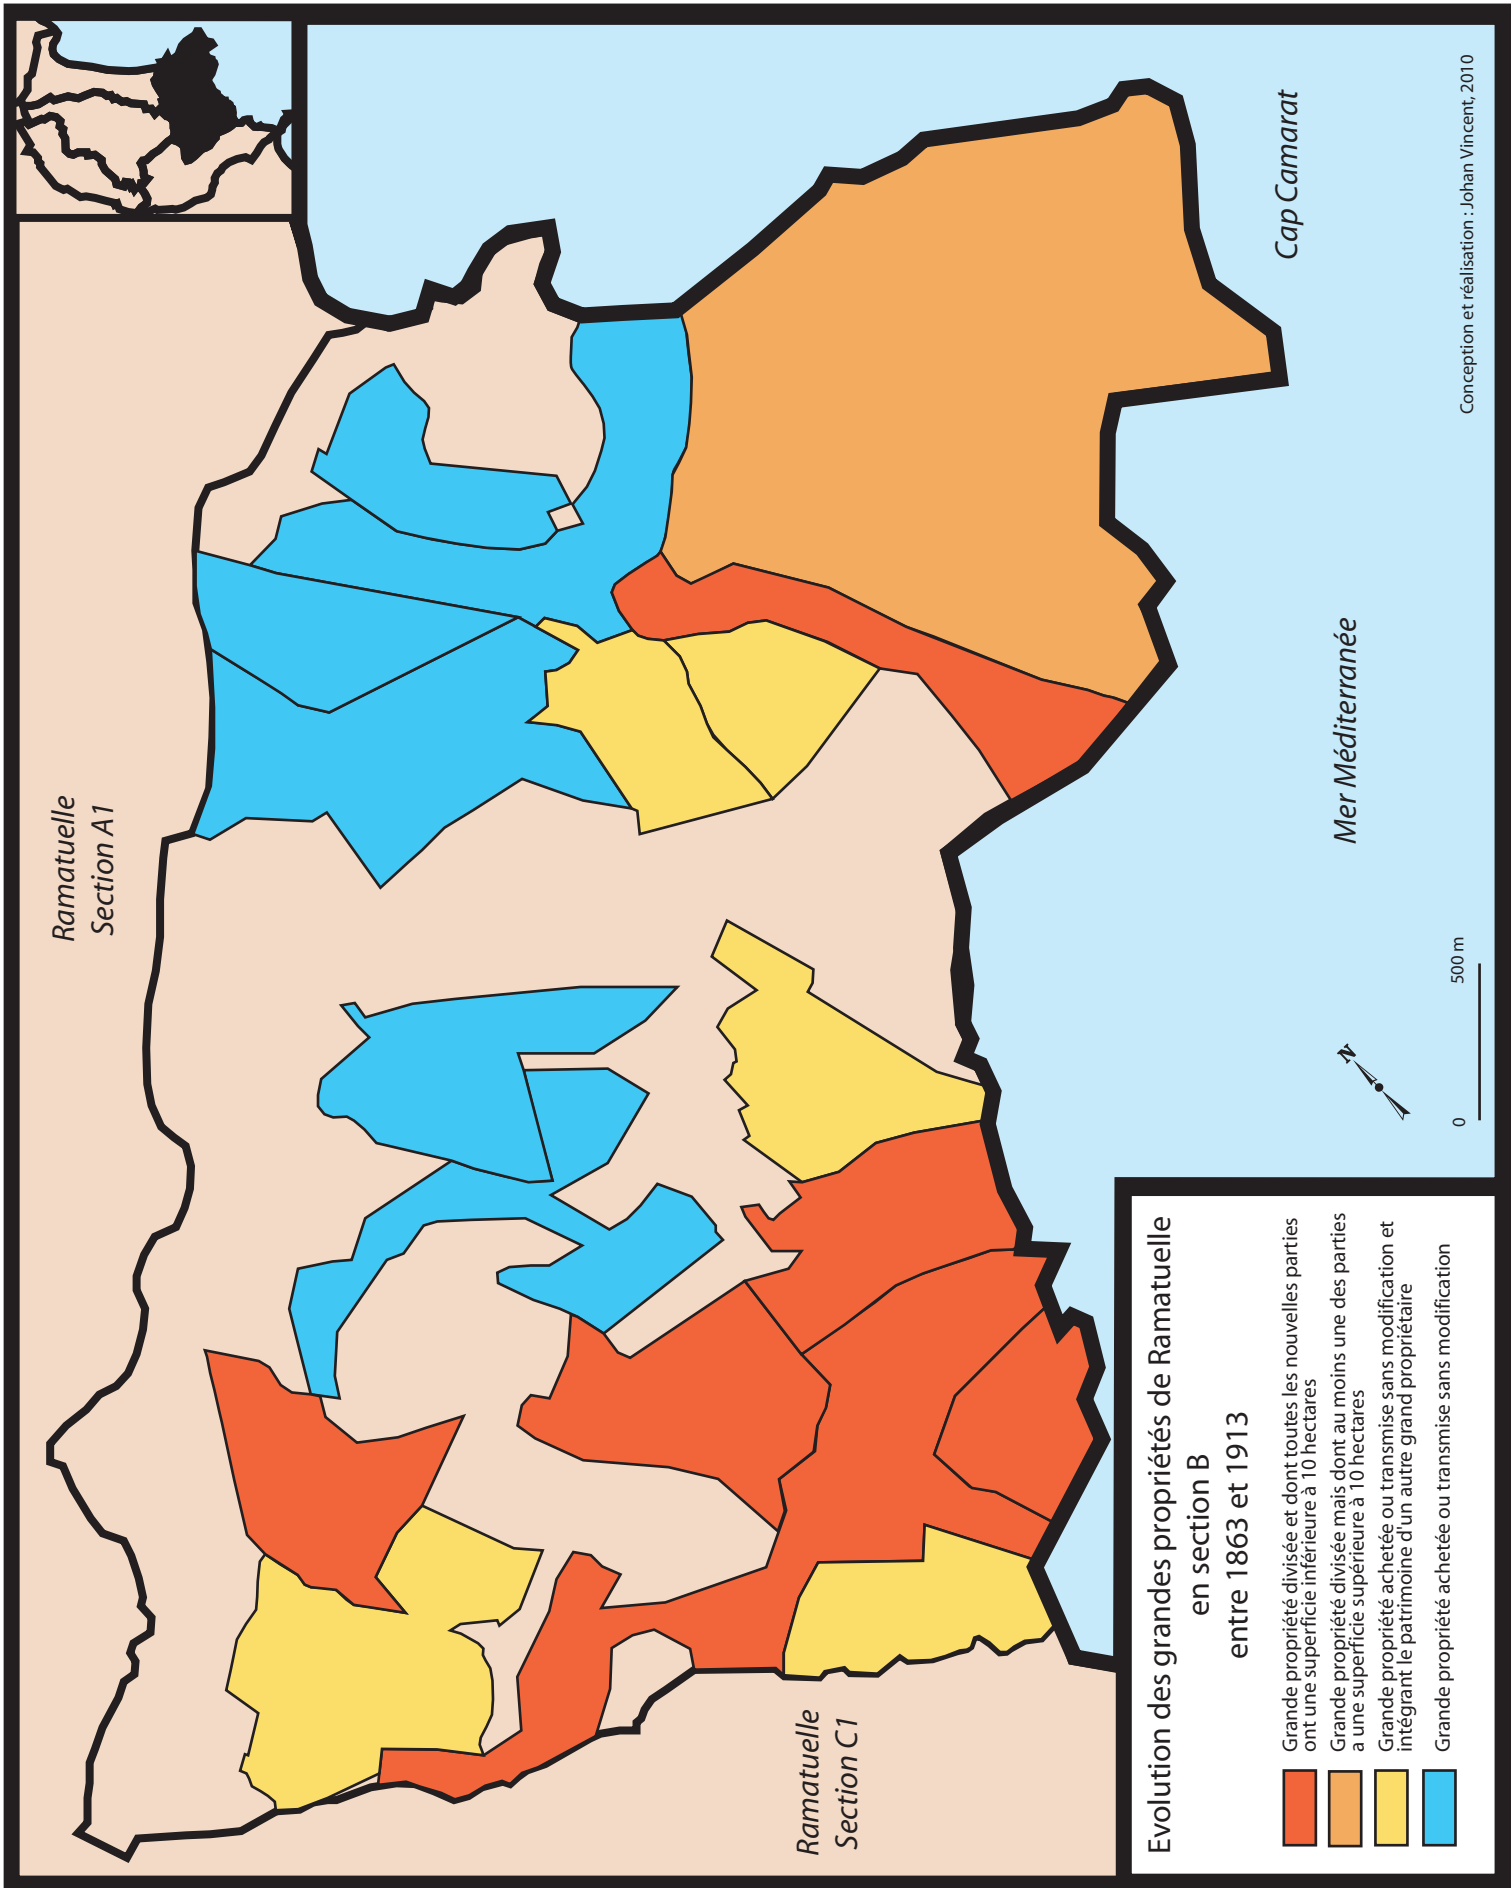 Ramatuelle
Section A1
Ramatuelle
Section C1
Cap Camarat
Mer Méditerranée
N
0
500 m
Conception et réalisation : Johan Vincent, 2010
Evolution des grandes propriétés de Ramatuelle
en section B
entre 1863 et 1913
Grande propriété divisée et dont toutes les nouvelles parties
ont une superficie inférieure à 10 hectares
Grande propriété divisée mais dont au moins une des parties
a une superficie supérieure à 10 hectares
Grande propriété achetée ou transmise sans modification et
intégrant le patrimoine d'un autre grand propriétaire
Grande propriété achetée ou transmise sans modification